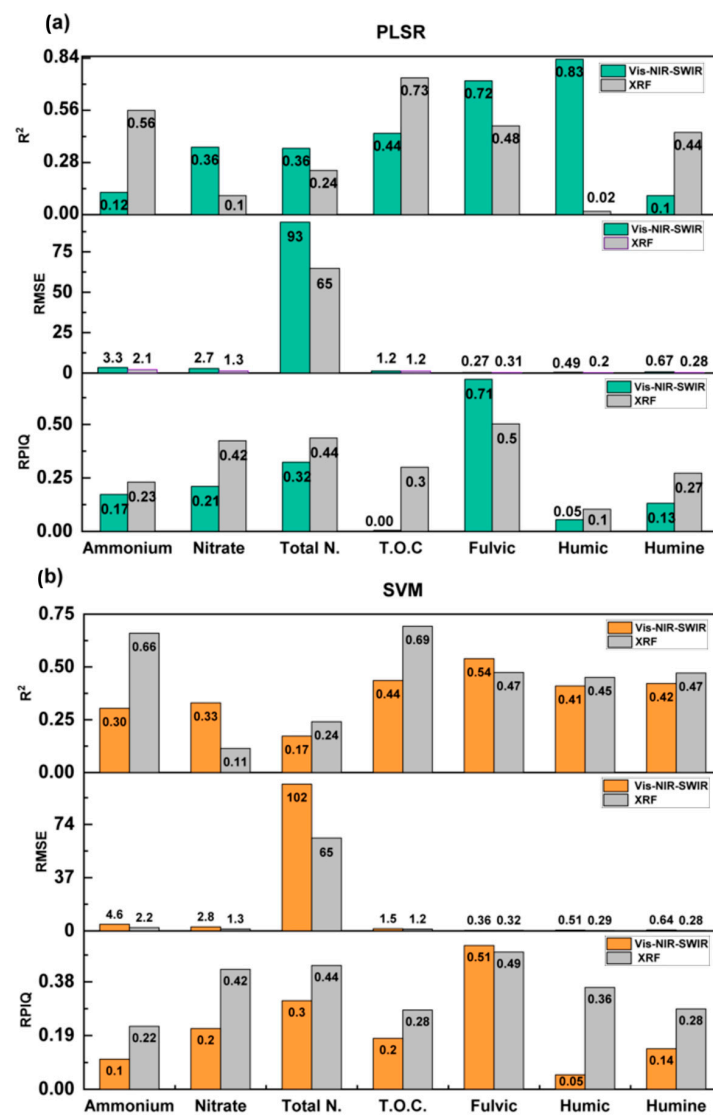 (a)
PLSR
0.84
0.56
0.28
0.00
R²
Vis-NIR-SWIR
XRF
0.12 0.56 0.36 0.1 0.36 0.24 0.44 0.73 0.72 0.48 0.83 0.02 0.1 0.44
75
50
25
0
RMSE
Vis-NIR-SWIR
XRF
3.3 2.1 2.7 1.3 93 65 1.2 1.2 0.27 0.31 0.49 0.2 0.67 0.28
0.50
0.25
0.00
RPIQ
Vis-NIR-SWIR
XRF
0.17 0.23 0.21 0.42 0.32 0.44 0.00 0.3 0.71 0.5 0.05 0.1 0.13 0.27
Ammonium Nitrate Total N. T.O.C Fulvic Humic Humine
(b)
SVM
0.75
0.50
0.25
0.00
R²
Vis-NIR-SWIR
XRF
0.30 0.66 0.33 0.11 0.17 0.24 0.44 0.69 0.54 0.47 0.41 0.45 0.42 0.47
74
37
0
RMSE
Vis-NIR-SWIR
XRF
4.6 2.2 2.8 1.3 102 65 1.5 1.2 0.36 0.32 0.51 0.29 0.64 0.28
0.38
0.19
0.00
RPIQ
Vis-NIR-SWIR
XRF
0.1 0.22 0.2 0.42 0.3 0.44 0.2 0.28 0.51 0.49 0.05 0.36 0.14 0.28
Ammonium Nitrate Total N. T.O.C. Fulvic Humic Humine